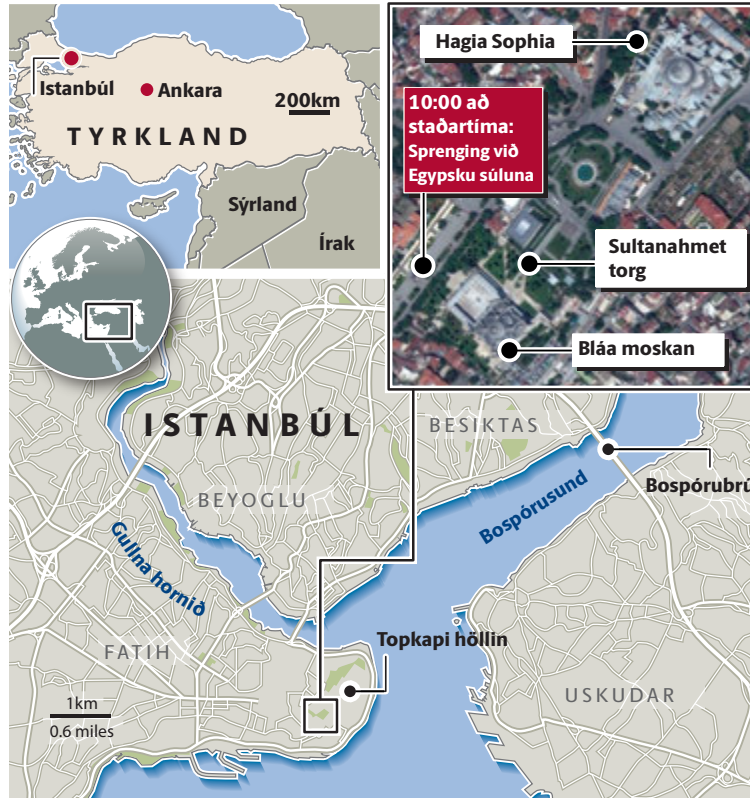 Istanbúl
Ankara
200km
TYRKLAND
Sýrland
Írak
Hagia Sophia
10:00 að
staðartíma:
Sprenging við
Egypsku súluna
Sultanahmet
torg
Bláa moskan
ISTANBÚL
BESIKTAS
BEYOGLU
Bospórubrú
Bospórusund
Gullna hornið
Topkapi höllin
FATIH
USKUDAR
1km
0.6 miles